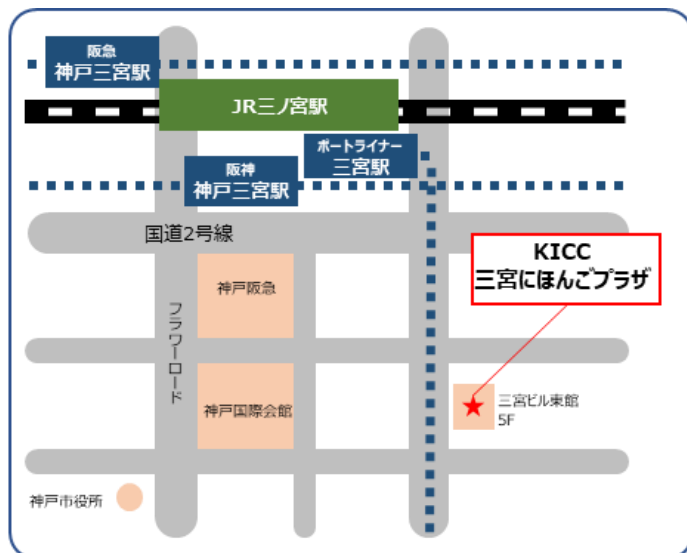 阪急
神戸三宮駅
JR三ノ宮駅
ポートライナー
三宮駅
阪神
神戸三宮駅
国道2号線
KICC
三宮にほんごプラザ
神戸阪急
フラワーロード
神戸国際会館
三宮ビル東館
5F
神戸市役所